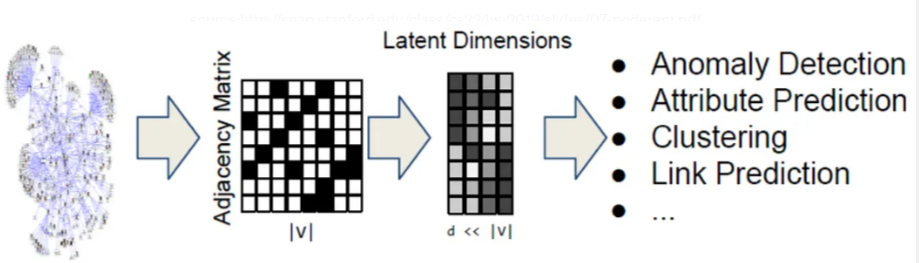 Latent Dimensions
Adjacency Matrix
|V|
d << |V|
● Anomaly Detection
● Attribute Prediction
● Clustering
● Link Prediction
● ...